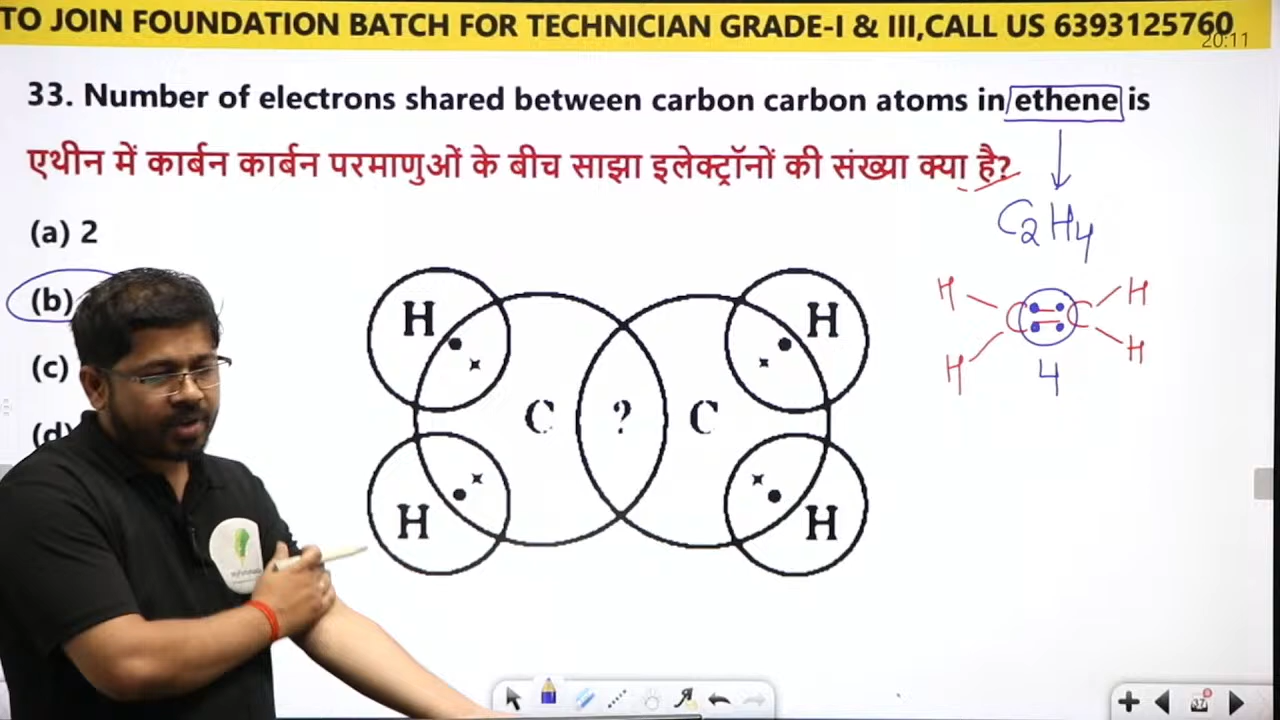 TO JOIN FOUNDATION BATCH FOR TECHNICIAN GRADE-I & III,CALL US 6393125760
20:11
33. Number of electrons shared between carbon carbon atoms in ethene is
एथीन में कार्बन कार्बन परमाणुओं के बीच साझा इलेक्ट्रॉनों की संख्या क्या है?
C2H4
(a) 2
(b)
(c)
(d)
H H
C ? C
H H
H C C H
H H
4